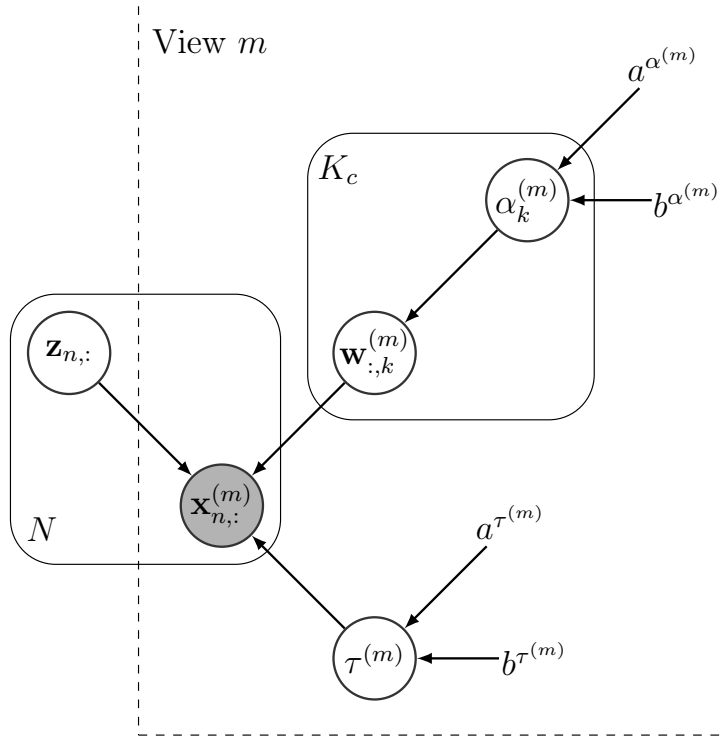 View m
a^{α^{(m)}}
K_c
α_k^{(m)}
b^{α^{(m)}}
z_{n,:}
w_{:,k}^{(m)}
x_{n,:}^{(m)}
N
a^{τ^{(m)}}
τ^{(m)}
b^{τ^{(m)}}